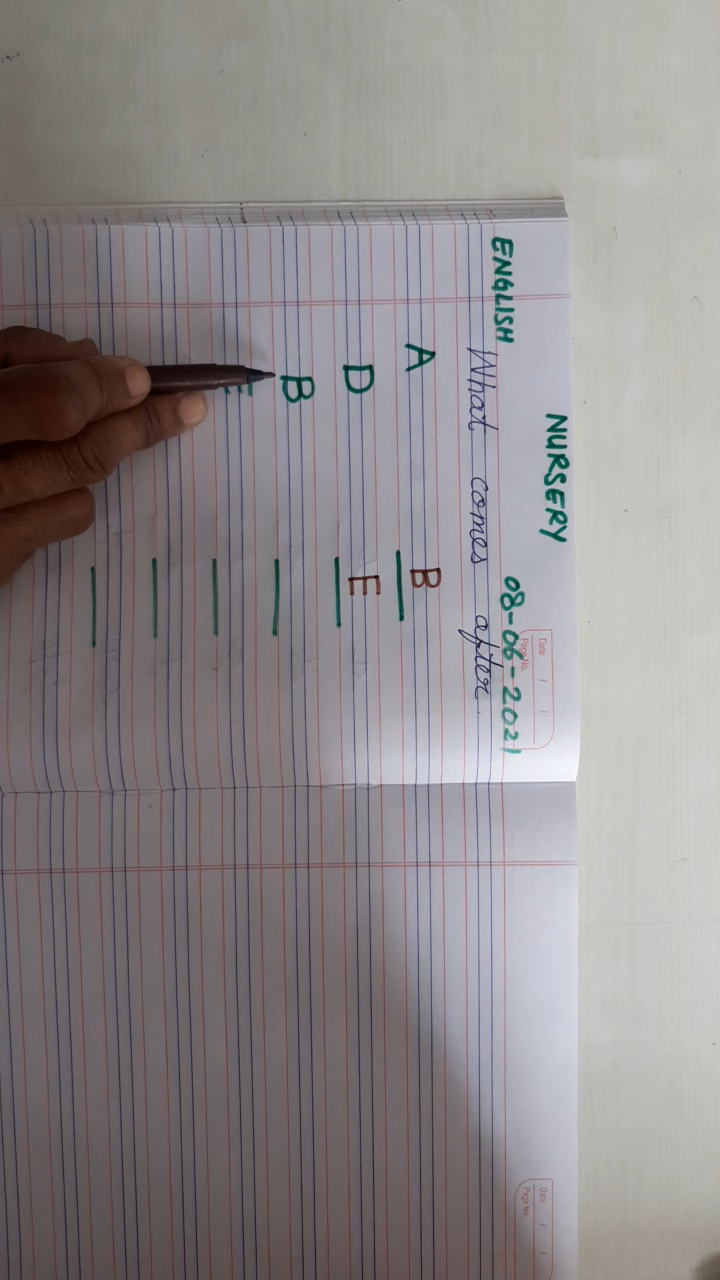 NURSERY
Date / /
Page No.
ENGLISH 08-06-2021
What comes after.
A B
D E
B
Date / /
Page No.